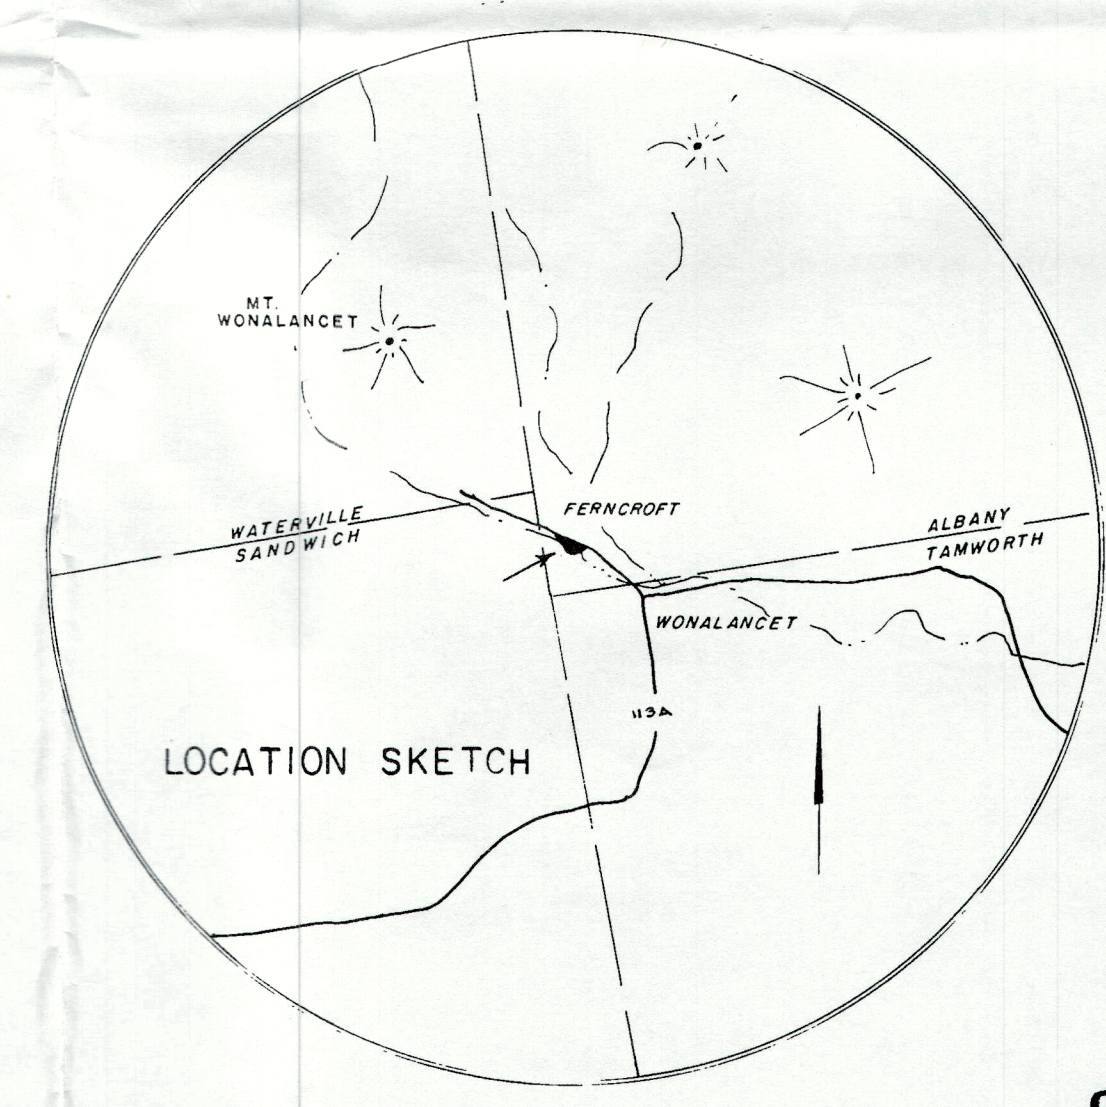 MT.
WONALANCET
FERNCROFT
WATERVILLE
SANDWICH
ALBANY
TAMWORTH
WONALANCET
113A
LOCATION SKETCH